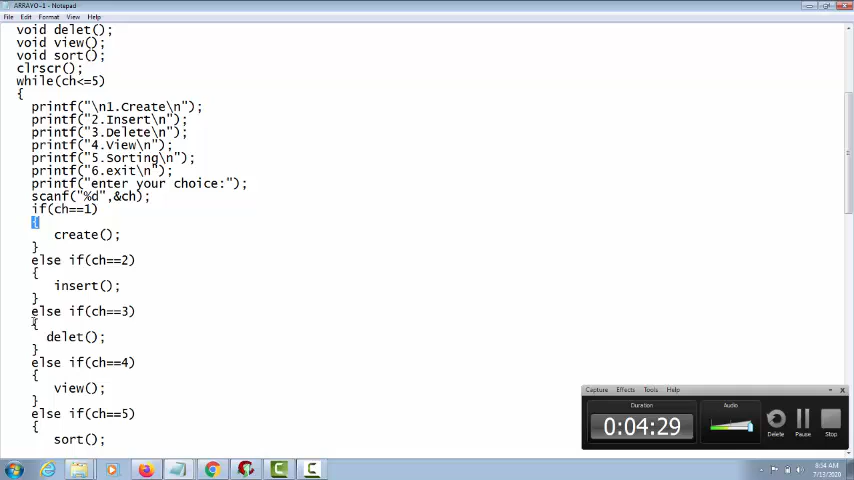 ARRAYO~1 - Notepad
File Edit Format View Help
void delet();
void view();
void sort();
clrscr();
while(ch<=5)
{
printf("\n1.Create\n");
printf("2.Insert\n");
printf("3.Delete\n");
printf("4.View\n");
printf("5.Sorting\n");
printf("6.exit\n");
printf("enter your choice:");
scanf("%d",&ch);
if(ch==1)
{
create();
}
else if(ch==2)
{
insert();
}
else if(ch==3)
{
delet();
}
else if(ch==4)
{
view();
}
else if(ch==5)
{
sort();
Capture Effects Tools Help
Duration
Audio
0:04:29
Delete Pause Stop
8:54 AM
7/13/2020